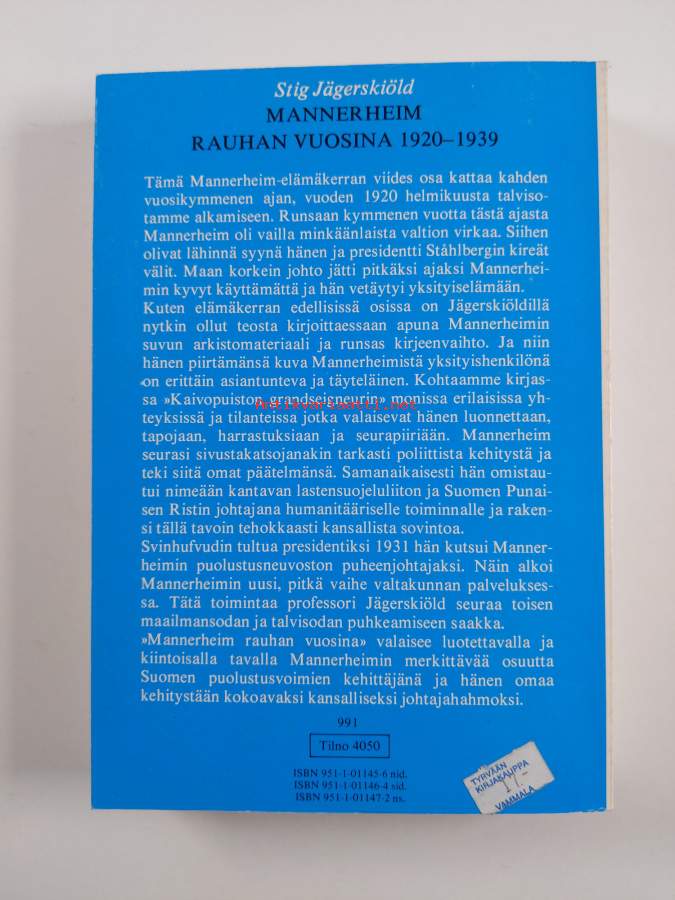 Stig Jägerskiöld
MANNERHEIM
RAUHAN VUOSINA 1920–1939
Tämä Mannerheim-elämäkerran viides osa kattaa kahden
vuosikymmenen ajan, vuoden 1920 helmikuusta talviso-
tamme alkamiseen. Runsaan kymmenen vuotta tästä ajasta
Mannerheim oli vailla minkäänlaista valtion virkaa. Siihen
olivat lähinnä syynä hänen ja presidentti Ståhlbergin kireät
välit. Maan korkein johto jätti pitkäksi ajaksi Mannerhei-
min kyvyt käyttämättä ja hän vetäytyi yksityiselämään.
Kuten elämäkerran edellisissä osissa on Jägerskiöldillä
nytkin ollut teosta kirjoittaessaan apuna Mannerheimin
suvun arkistomateriaali ja runsas kirjeenvaihto. Ja niin
hänen piirtämänsä kuva Mannerheimistä yksityishenkilönä
on erittäin asiantunteva ja täyteläinen. Kohtaamme kirjas-
sa »Kaivopuiston grandseigneurin» monissa erilaisissa yh-
Antikvariaatti.net
teyksissä ja tilanteissa jotka valaisevat hänen luonnettaan,
tapojaan, harrastuksiaan ja seurapiiriään. Mannerheim
seurasi sivustakatsojanakin tarkasti poliittista kehitystä ja
teki siitä omat päätelmänsä. Samanaikaisesti hän omistau-
tui nimeään kantavan lastensuojeluliiton ja Suomen Punai-
sen Ristin johtajana humanitääriselle toiminnalle ja raken-
si tällä tavoin tehokkaasti kansallista sovintoa.
Svinhufvudin tultua presidentiksi 1931 hän kutsui Manner-
heimin puolustusneuvoston puheenjohtajaksi. Näin alkoi
Mannerheimin uusi, pitkä vaihe valtakunnan palvelukses-
sa. Tätä toimintaa professori Jägerskiöld seuraa toisen
maailmansodan ja talvisodan puhkeamiseen saakka.
»Mannerheim rauhan vuosina» valaisee luotettavalla ja
kiintoisalla tavalla Mannerheimin merkittävää osuutta
Suomen puolustusvoimien kehittäjänä ja hänen omaa
kehitystään kokoavaksi kansalliseksi johtajahahmoksi.
991
Tilno 4050
ISBN 951-1-01145-6 nid.
ISBN 951-1-01146-4 sid.
ISBN 951-1-01147-2 ns.
TYRVÄÄN
KIRJAKAUPPA
17.-
VAMMALA